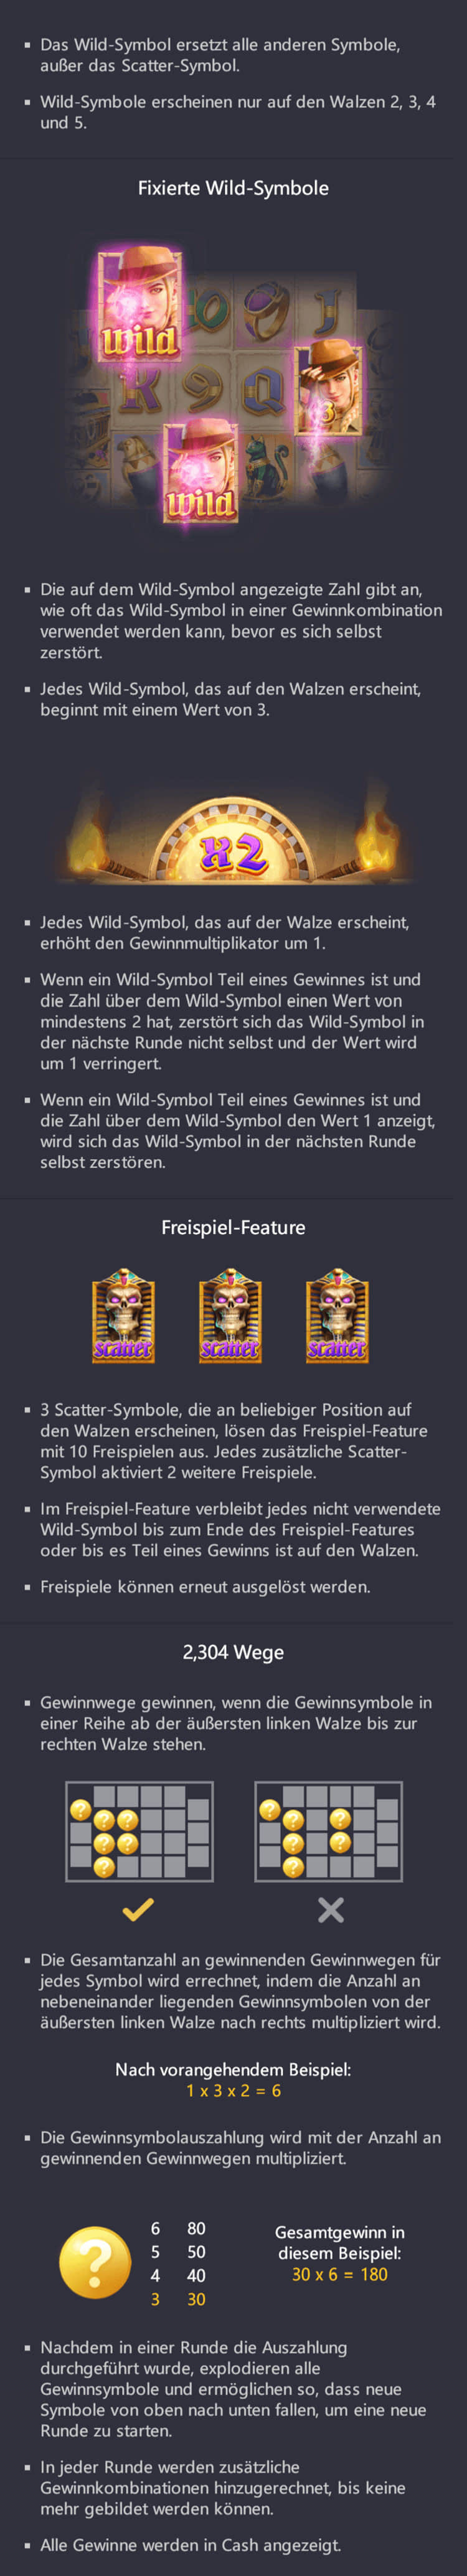 Das Wild-Symbol ersetzt alle anderen Symbole,
außer das Scatter-Symbol.
Wild-Symbole erscheinen nur auf den Walzen 2, 3, 4
und 5.
Fixierte Wild-Symbole
wild
10
J
K
9
Q
3
wild
Die auf dem Wild-Symbol angezeigte Zahl gibt an,
wie oft das Wild-Symbol in einer Gewinnkombination
verwendet werden kann, bevor es sich selbst
zerstört.
Jedes Wild-Symbol, das auf den Walzen erscheint,
beginnt mit einem Wert von 3.
x2
Jedes Wild-Symbol, das auf der Walze erscheint,
erhöht den Gewinnmultiplikator um 1.
Wenn ein Wild-Symbol Teil eines Gewinnes ist und
die Zahl über dem Wild-Symbol einen Wert von
mindestens 2 hat, zerstört sich das Wild-Symbol in
der nächste Runde nicht selbst und der Wert wird
um 1 verringert.
Wenn ein Wild-Symbol Teil eines Gewinnes ist und
die Zahl über dem Wild-Symbol den Wert 1 anzeigt,
wird sich das Wild-Symbol in der nächsten Runde
selbst zerstören.
Freispiel-Feature
scatter scatter scatter
3 Scatter-Symbole, die an beliebiger Position auf
den Walzen erscheinen, lösen das Freispiel-Feature
mit 10 Freispielen aus. Jedes zusätzliche Scatter-
Symbol aktiviert 2 weitere Freispiele.
Im Freispiel-Feature verbleibt jedes nicht verwendete
Wild-Symbol bis zum Ende des Freispiel-Features
oder bis es Teil eines Gewinns ist auf den Walzen.
Freispiele können erneut ausgelöst werden.
2,304 Wege
Gewinnwege gewinnen, wenn die Gewinnsymbole in
einer Reihe ab der äußersten linken Walze bis zur
rechten Walze stehen.
Die Gesamtanzahl an gewinnenden Gewinnwegen für
jedes Symbol wird errechnet, indem die Anzahl an
nebeneinander liegenden Gewinnsymbolen von der
äußersten linken Walze nach rechts multipliziert wird.
Nach vorangehendem Beispiel:
1 x 3 x 2 = 6
Die Gewinnsymbolauszahlung wird mit der Anzahl an
gewinnenden Gewinnwegen multipliziert.
?
6 80
5 50
4 40
3 30
Gesamtgewinn in
diesem Beispiel:
30 x 6 = 180
Nachdem in einer Runde die Auszahlung
durchgeführt wurde, explodieren alle
Gewinnsymbole und ermöglichen so, dass neue
Symbole von oben nach unten fallen, um eine neue
Runde zu starten.
In jeder Runde werden zusätzliche
Gewinnkombinationen hinzugerechnet, bis keine
mehr gebildet werden können.
Alle Gewinne werden in Cash angezeigt.